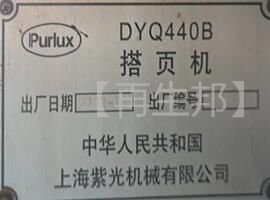 Purlux DYQ440B
搭页机
出厂日期 出厂编号
【再生邦】
中华人民共和国
上海紫光机械有限公司